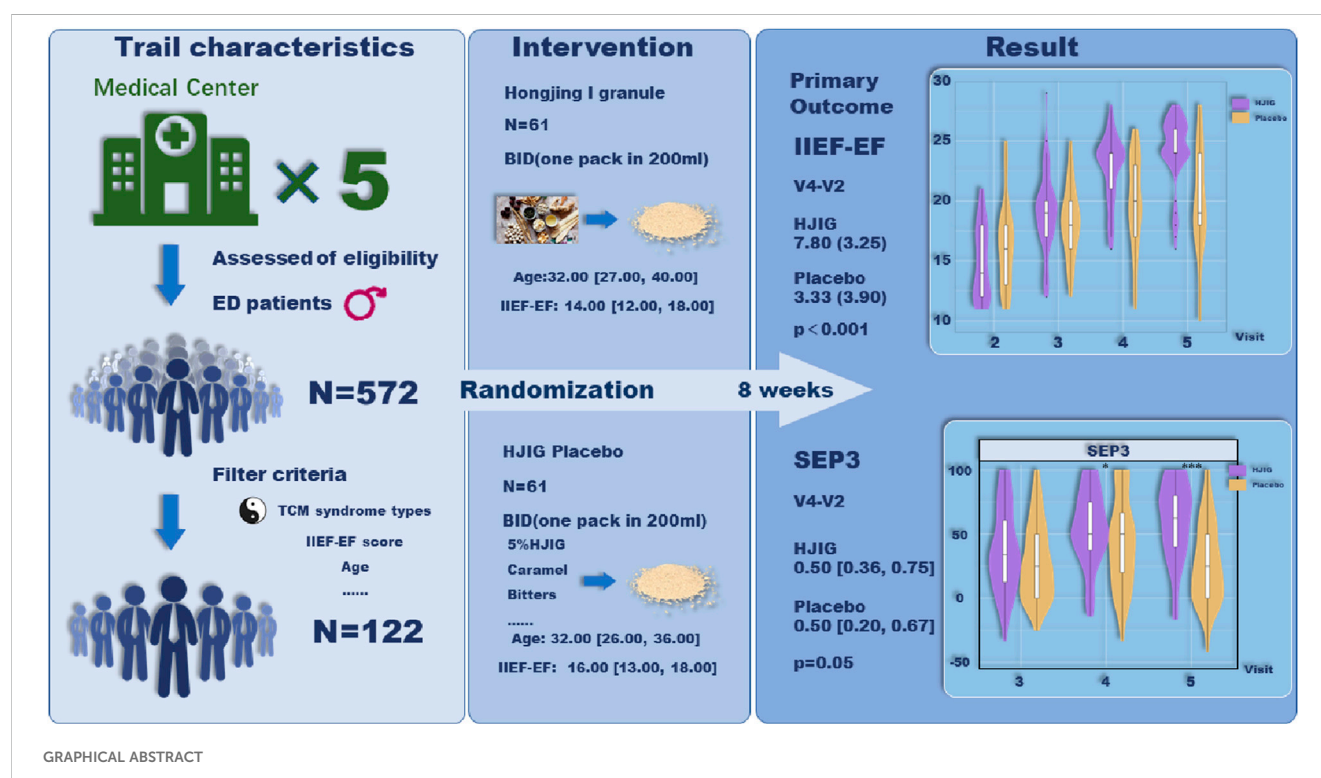 Trail characteristics
Medical Center
× 5
Assessed of eligibility
ED patients
N=572
Filter criteria
TCM syndrome types
IIEF-EF score
Age
......
N=122
Intervention
Hongjing I granule
N=61
BID(one pack in 200ml)
Age:32.00 [27.00, 40.00]
IIEF-EF: 14.00 [12.00, 18.00]
Randomization 8 weeks
HJIG Placebo
N=61
BID(one pack in 200ml)
5%HJIG
Caramel
Bitters
......
Age: 32.00 [26.00, 36.00]
IIEF-EF: 16.00 [13.00, 18.00]
Result
Primary
Outcome
IIEF-EF
V4-V2
HJIG
7.80 (3.25)
Placebo
3.33 (3.90)
p<0.001
30
25
20
15
10
2 3 4 5
Visit
HJIG
Placebo
SEP3
V4-V2
HJIG
0.50 [0.36, 0.75]
Placebo
0.50 [0.20, 0.67]
p=0.05
SEP3
100
50
0
-50
3 4 5
Visit
HJIG
Placebo
GRAPHICAL ABSTRACT